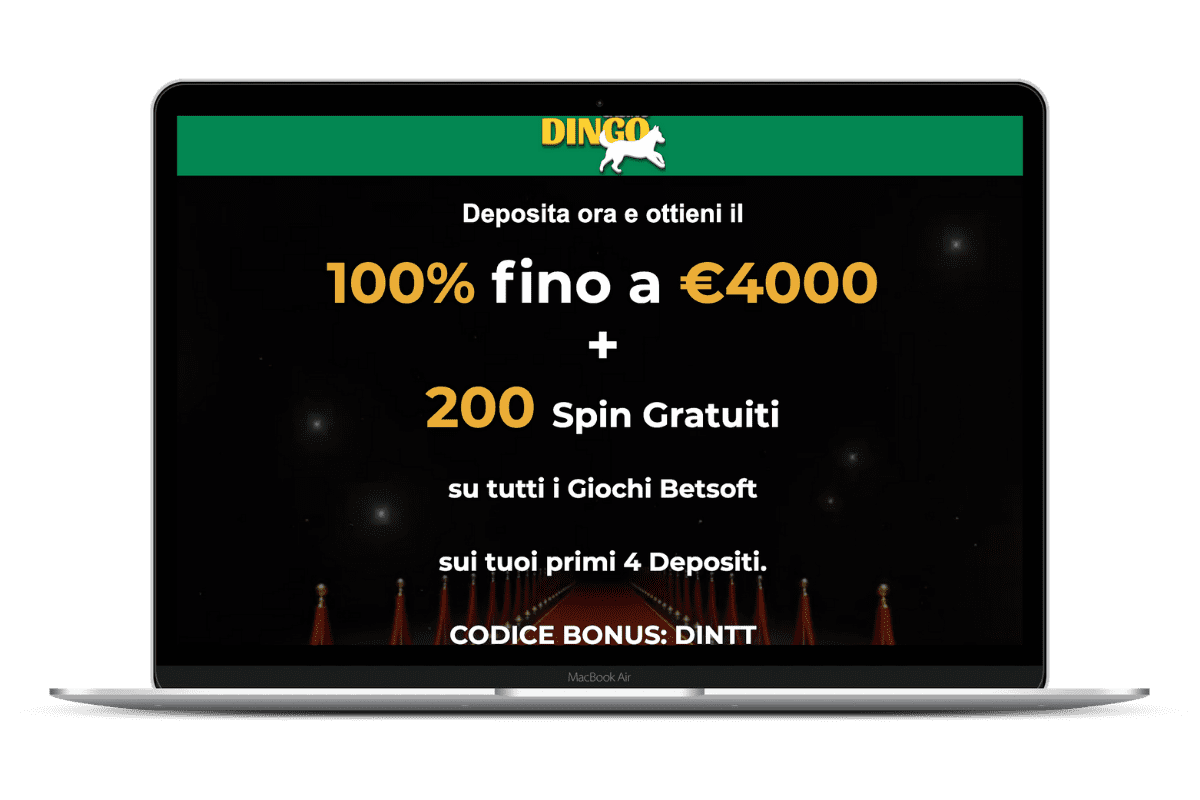 DINGO
Deposita ora e ottieni il
100% fino a €4000
+
200 Spin Gratuiti
su tutti i Giochi Betsoft
sui tuoi primi 4 Depositi.
CODICE BONUS: DINTT
MacBook Air